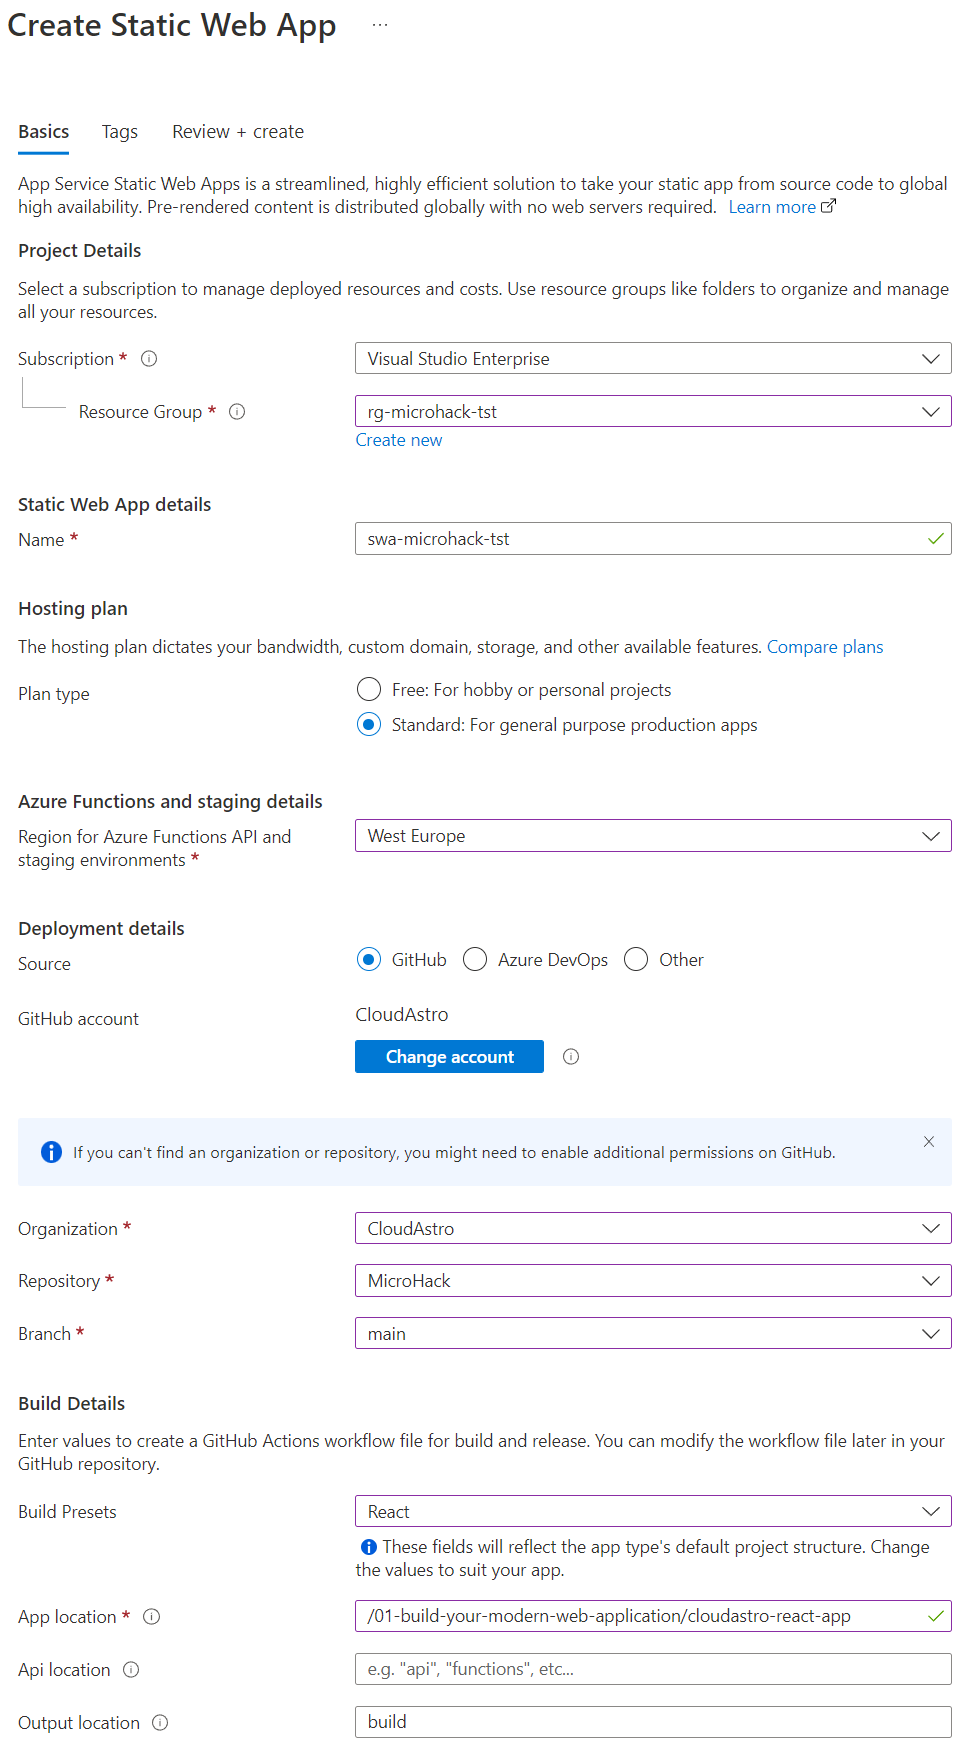 Create Static Web App ...
Basics Tags Review + create
App Service Static Web Apps is a streamlined, highly efficient solution to take your static app from source code to global
high availability. Pre-rendered content is distributed globally with no web servers required. Learn more
Project Details
Select a subscription to manage deployed resources and costs. Use resource groups like folders to organize and manage
all your resources.
Subscription * Visual Studio Enterprise
Resource Group * rg-microhack-tst
Create new
Static Web App details
Name * swa-microhack-tst
Hosting plan
The hosting plan dictates your bandwidth, custom domain, storage, and other available features. Compare plans
Plan type Free: For hobby or personal projects
Standard: For general purpose production apps
Azure Functions and staging details
Region for Azure Functions API and
staging environments * West Europe
Deployment details
Source GitHub Azure DevOps Other
GitHub account CloudAstro
Change account
If you can't find an organization or repository, you might need to enable additional permissions on GitHub.
Organization * CloudAstro
Repository * MicroHack
Branch * main
Build Details
Enter values to create a GitHub Actions workflow file for build and release. You can modify the workflow file later in your
GitHub repository.
Build Presets React
These fields will reflect the app type's default project structure. Change
the values to suit your app.
App location * /01-build-your-modern-web-application/cloudastro-react-app
Api location e.g. "api", "functions", etc...
Output location build